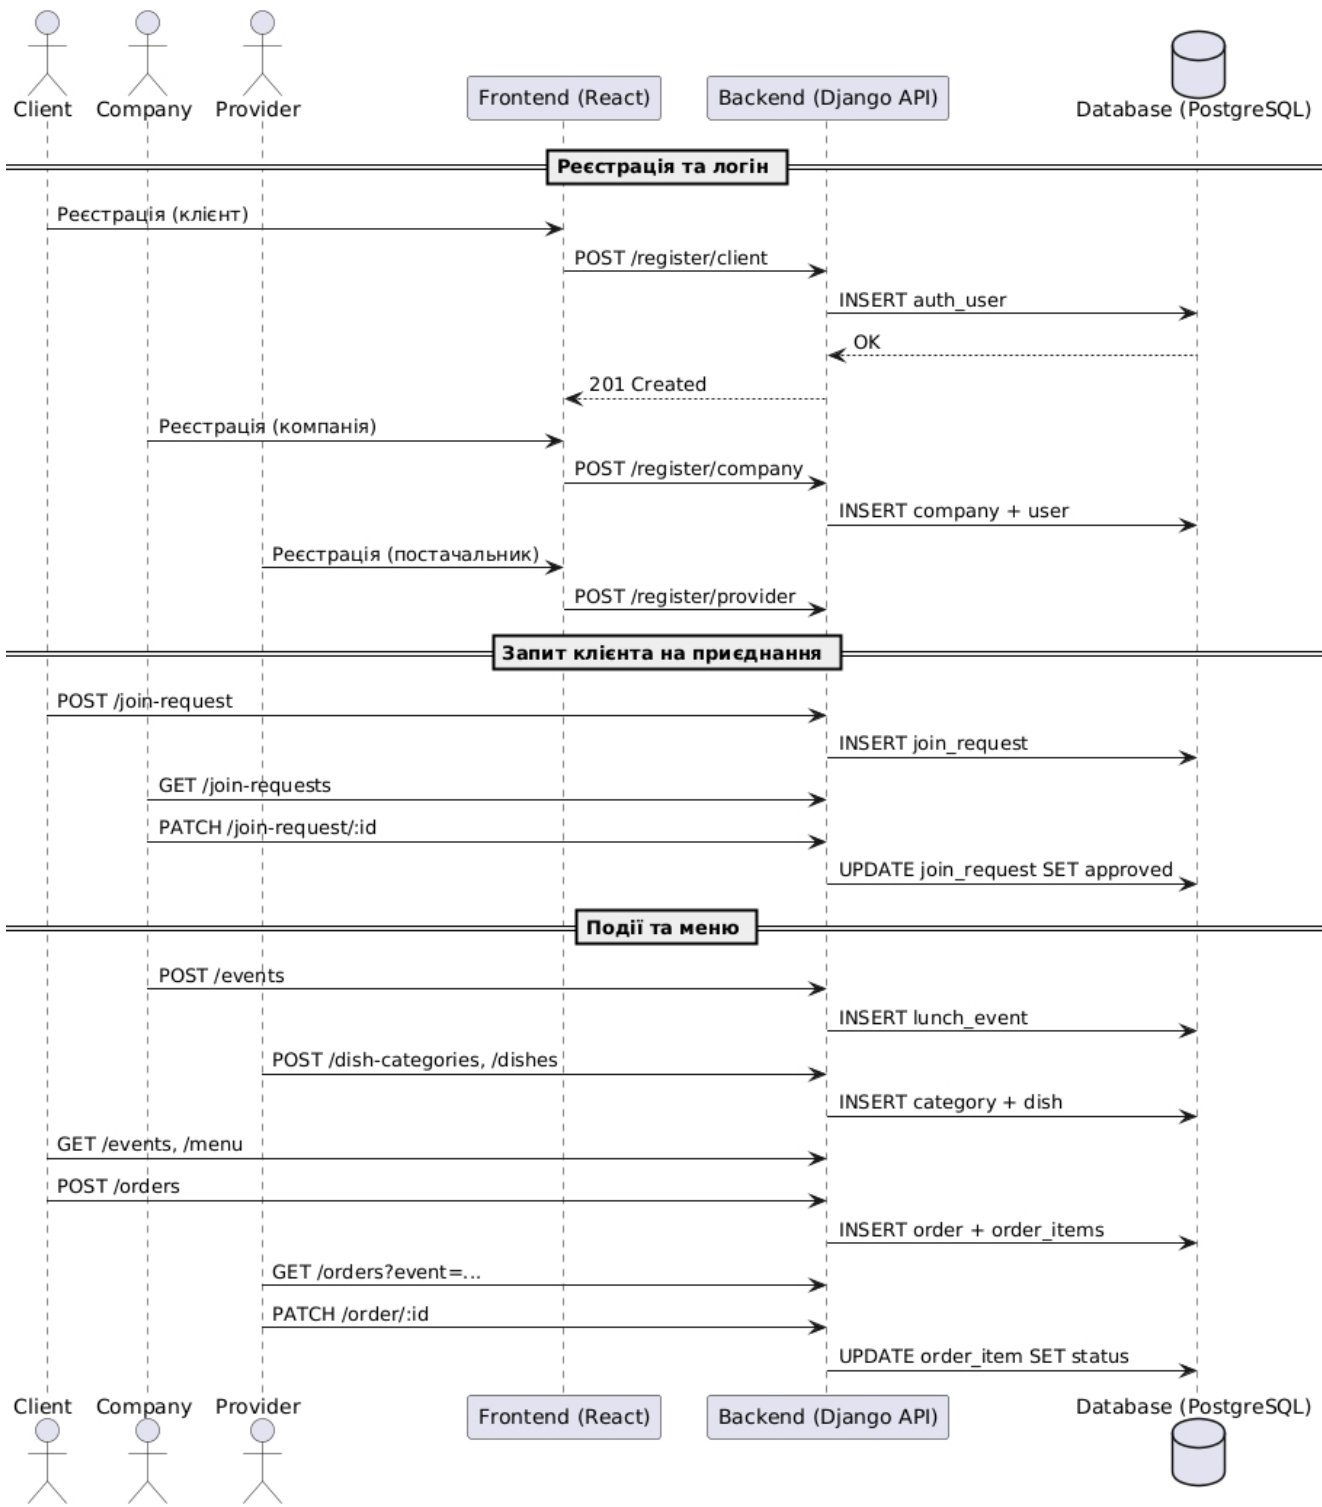 Client
Company
Provider
Frontend (React)
Backend (Django API)
Database (PostgreSQL)
Реєстрація та логін
Реєстрація (клієнт)
POST /register/client
INSERT auth_user
OK
201 Created
Реєстрація (компанія)
POST /register/company
INSERT company + user
Реєстрація (постачальник)
POST /register/provider
Запит клієнта на приєднання
POST /join-request
INSERT join_request
GET /join-requests
PATCH /join-request/:id
UPDATE join_request SET approved
Події та меню
POST /events
INSERT lunch_event
POST /dish-categories, /dishes
INSERT category + dish
GET /events, /menu
POST /orders
INSERT order + order_items
GET /orders?event=...
PATCH /order/:id
UPDATE order_item SET status
Client
Company
Provider
Frontend (React)
Backend (Django API)
Database (PostgreSQL)